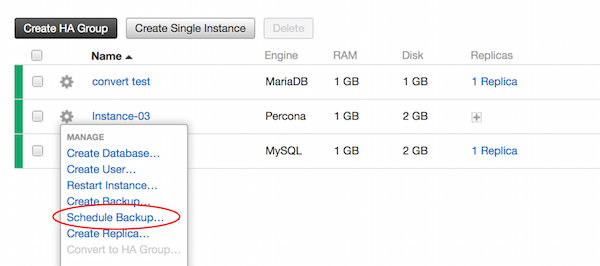 Create HA Group Create Single Instance Delete
Name Engine RAM Disk Replicas
convert test MariaDB 1 GB 1 GB 1 Replica
Instance-03 Percona 1 GB 2 GB
MANAGE
Create Database...
MySQL 1 GB 2 GB 1 Replica
Create User...
Restart Instance...
Create Backup...
Schedule Backup...
Create Replica...
Convert to HA Group...